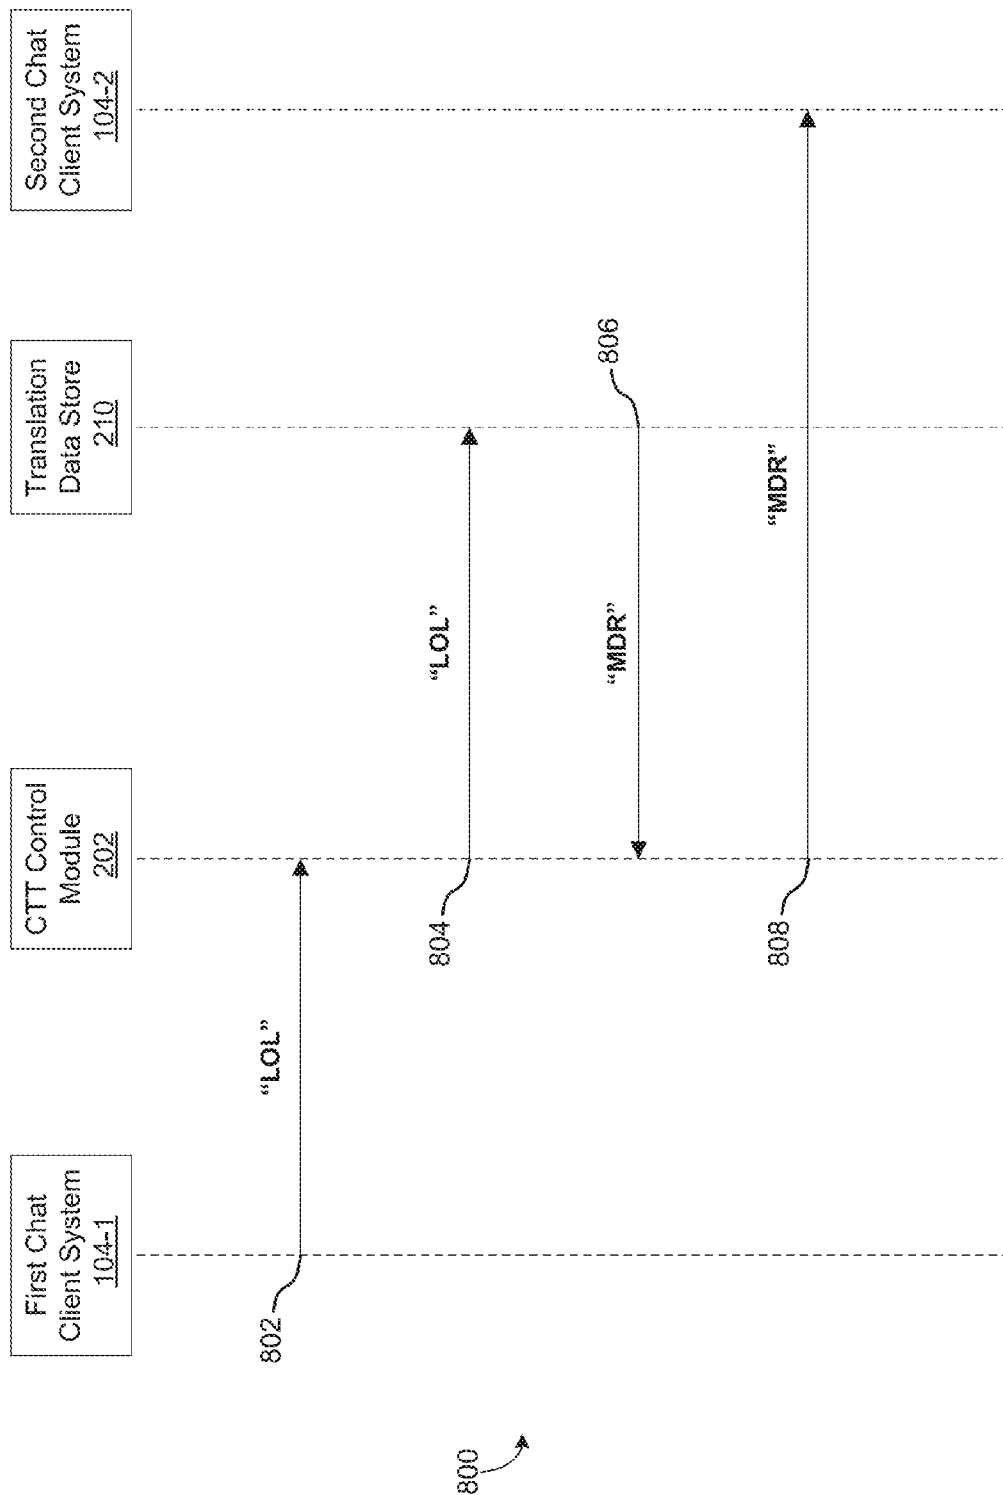 First Chat
Client System
104-1
CTT Control
Module
202
Translation
Data Store
210
Second Chat
Client System
104-2
802
“LOL”
804
“LOL”
806
“MDR”
808
“MDR”
800